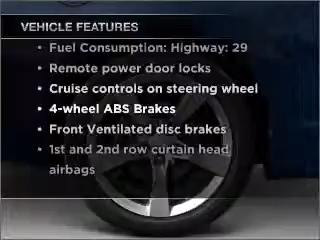 VEHICLE FEATURES
• Fuel Consumption: Highway: 29
• Remote power door locks
• Cruise controls on steering wheel
• 4-wheel ABS Brakes
• Front Ventilated disc brakes
• 1st and 2nd row curtain head
airbags